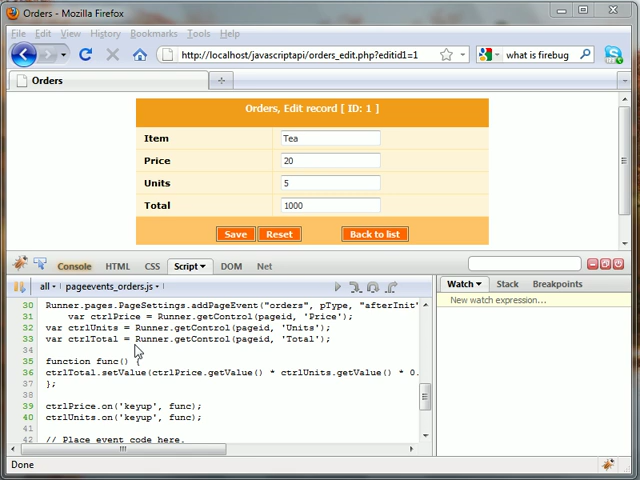 Orders - Mozilla Firefox
File Edit View History Bookmarks Tools Help
http://localhost/javascriptapi/orders_edit.php?editid1=1 what is firebug
Orders
Orders, Edit record [ ID: 1 ]
Item Tea
Price 20
Units 5
Total 1000
Save Reset Back to list
Console HTML CSS Script DOM Net
all pageevents_orders.js Watch Stack Breakpoints
New watch expression...
30 Runner.pages.PageSettings.addPageEvent("orders", pType, "afterInit"
31 var ctrlPrice = Runner.getControl(pageid, 'Price');
32 var ctrlUnits = Runner.getControl(pageid, 'Units');
33 var ctrlTotal = Runner.getControl(pageid, 'Total');
34
35 function func() {
36 ctrlTotal.setValue(ctrlPrice.getValue() * ctrlUnits.getValue() * 0.
37 };
38
39 ctrlPrice.on('keyup', func);
40 ctrlUnits.on('keyup', func);
41
42 // Place event code here.
Done